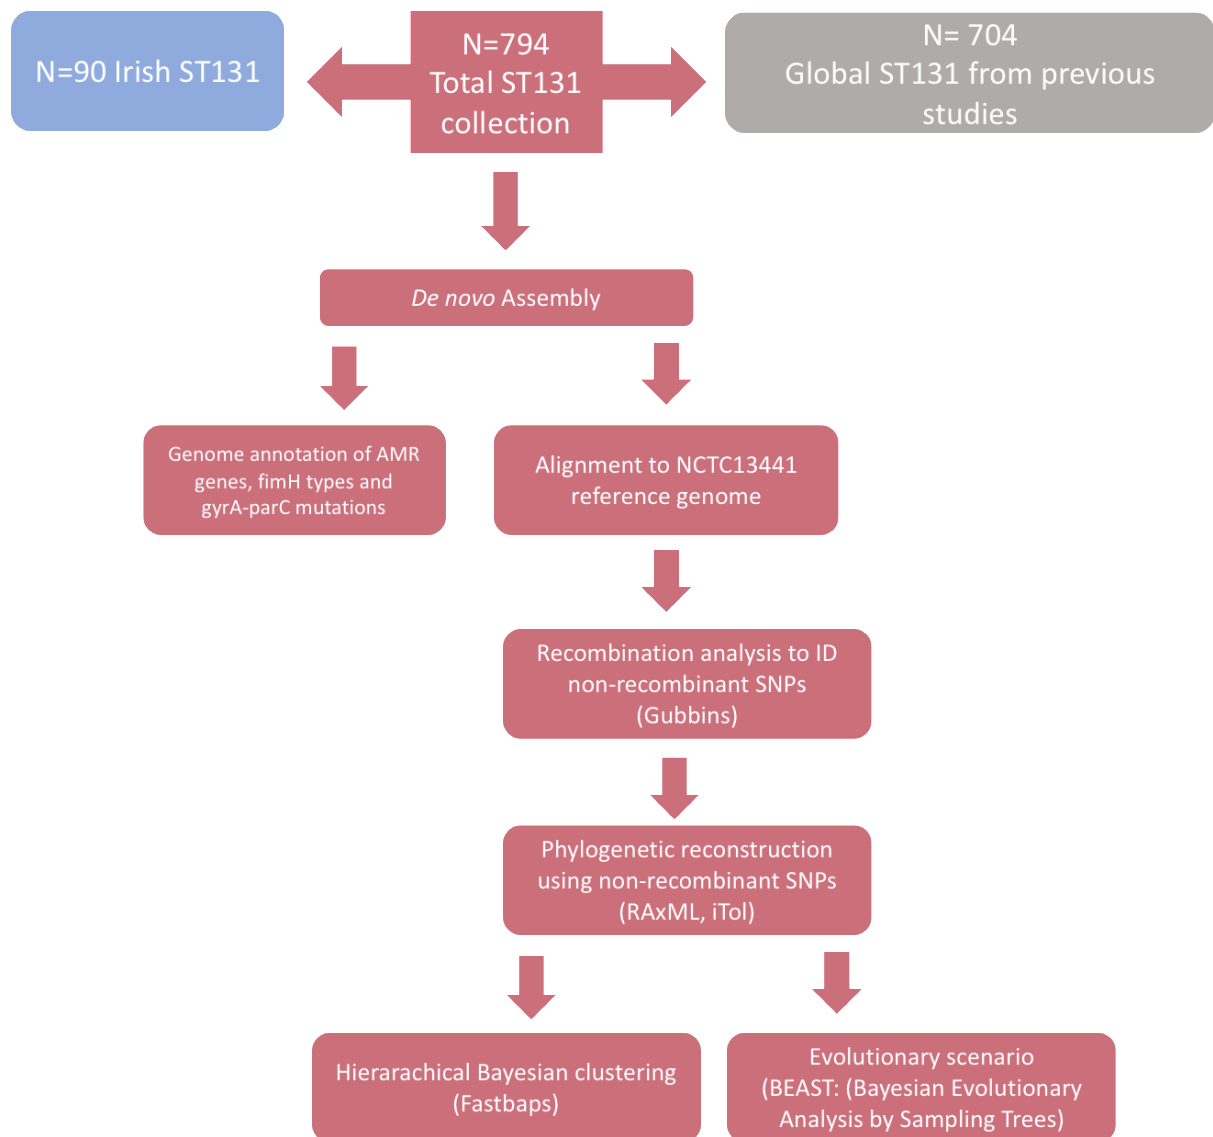 N=90 Irish ST131
N=794
Total ST131
collection
N= 704
Global ST131 from previous
studies
De novo Assembly
Genome annotation of AMR
genes, fimH types and
gyrA-parC mutations
Alignment to NCTC13441
reference genome
Recombination analysis to ID
non-recombinant SNPs
(Gubbins)
Phylogenetic reconstruction
using non-recombinant SNPs
(RAxML, iTol)
Hierarachical Bayesian clustering
(Fastbaps)
Evolutionary scenario
(BEAST: (Bayesian Evolutionary
Analysis by Sampling Trees)